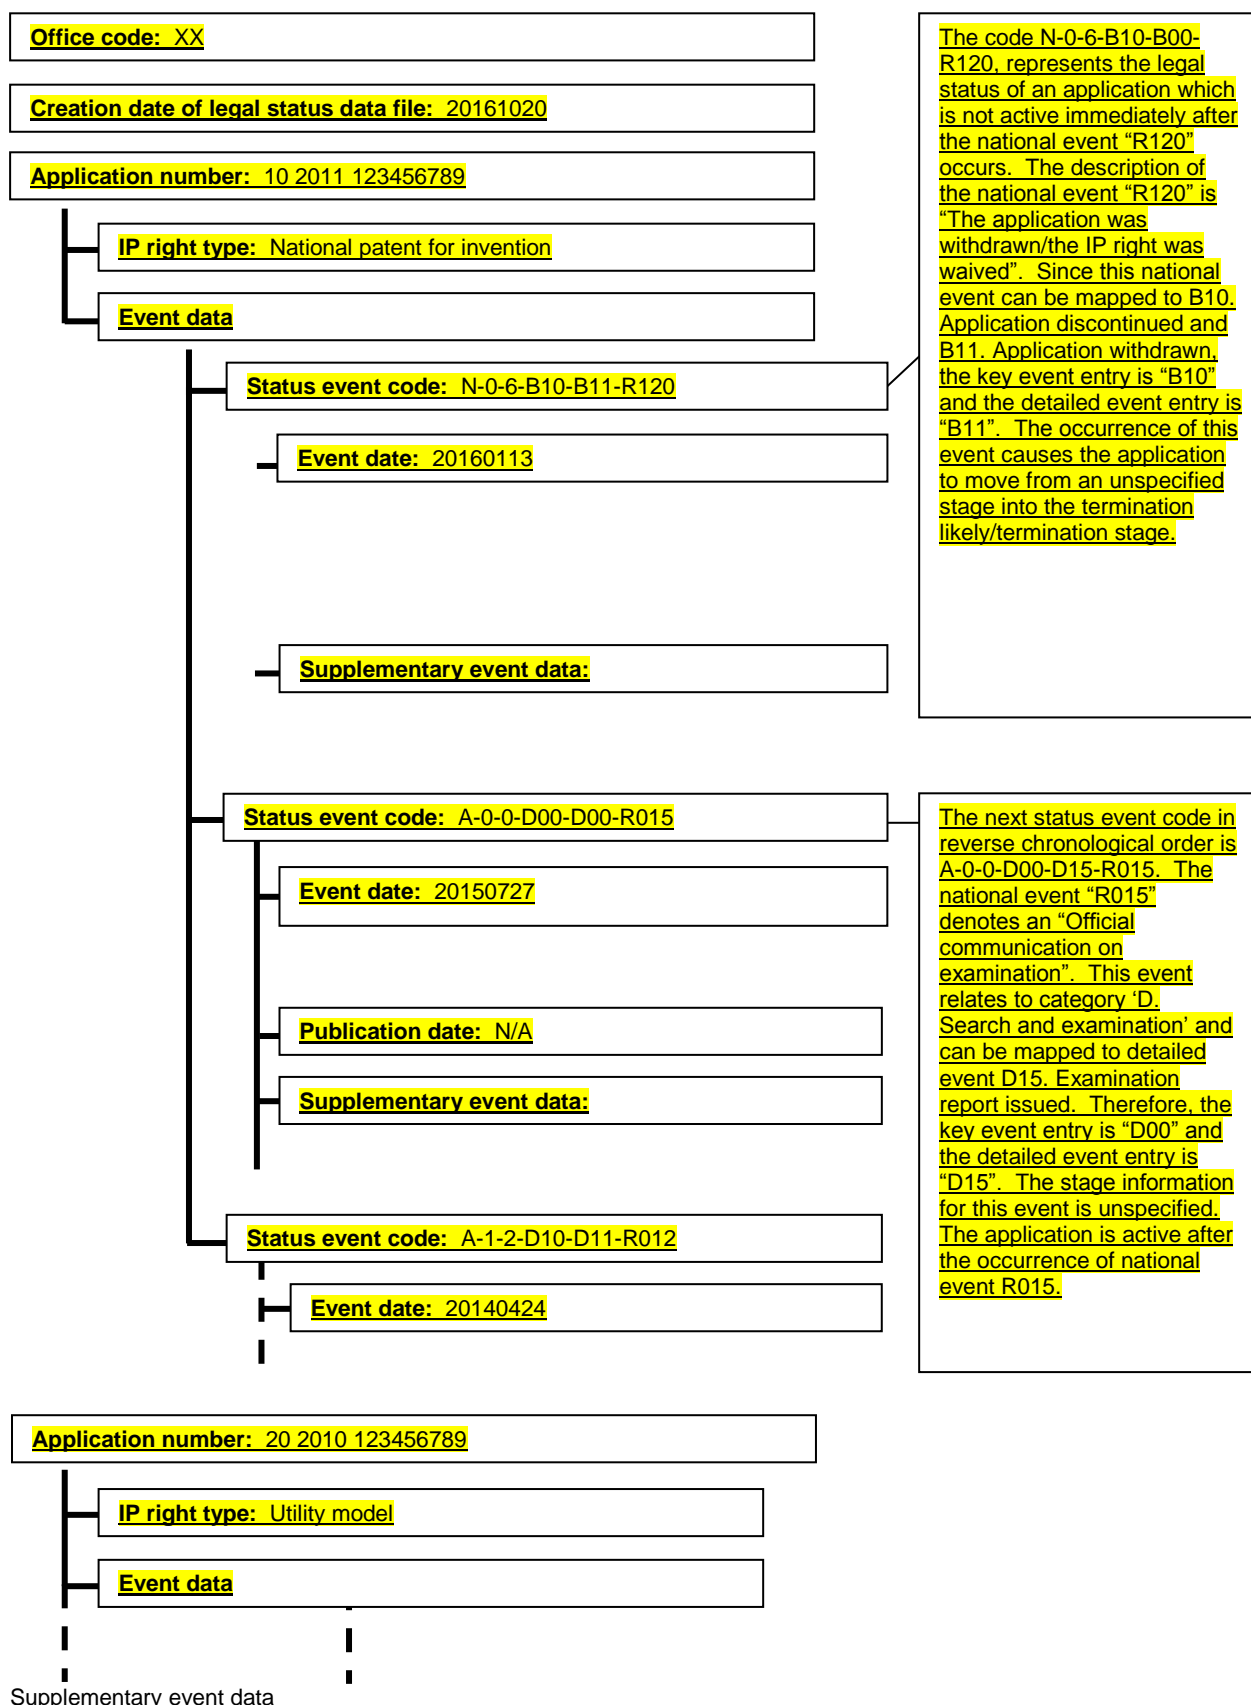 Office code: XX
Creation date of legal status data file: 20161020
Application number: 10 2011 123456789
IP right type: National patent for invention
Event data
Status event code: N-0-6-B10-B11-R120
Event date: 20160113
Supplementary event data:
The code N-0-6-B10-B00-
R120, represents the legal
status of an application which
is not active immediately after
the national event “R120”
occurs. The description of
the national event “R120” is
“The application was
withdrawn/the IP right was
waived”. Since this national
event can be mapped to B10.
Application discontinued and
B11. Application withdrawn,
the key event entry is “B10”
and the detailed event entry is
“B11”. The occurrence of this
event causes the application
to move from an unspecified
stage into the termination
likely/termination stage.
Status event code: A-0-0-D00-D00-R015
Event date: 20150727
Publication date: N/A
Supplementary event data:
The next status event code in
reverse chronological order is
A-0-0-D00-D15-R015. The
national event “R015”
denotes an “Official
communication on
examination”. This event
relates to category ‘D.
Search and examination’ and
can be mapped to detailed
event D15. Examination
report issued. Therefore, the
key event entry is “D00” and
the detailed event entry is
“D15”. The stage information
for this event is unspecified.
The application is active after
the occurrence of national
event R015.
Status event code: A-1-2-D10-D11-R012
Event date: 20140424
Application number: 20 2010 123456789
IP right type: Utility model
Event data
Supplementary event data